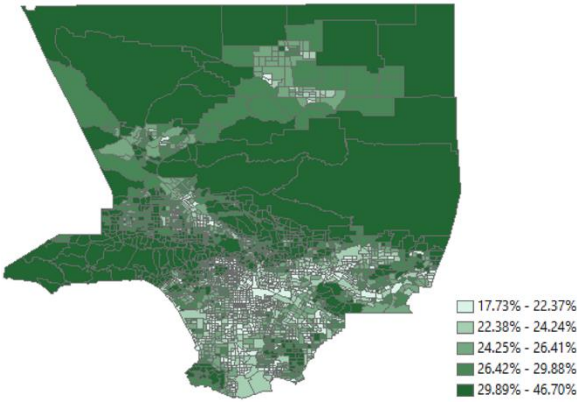 17.73% - 22.37%
22.38% - 24.24%
24.25% - 26.41%
26.42% - 29.88%
29.89% - 46.70%